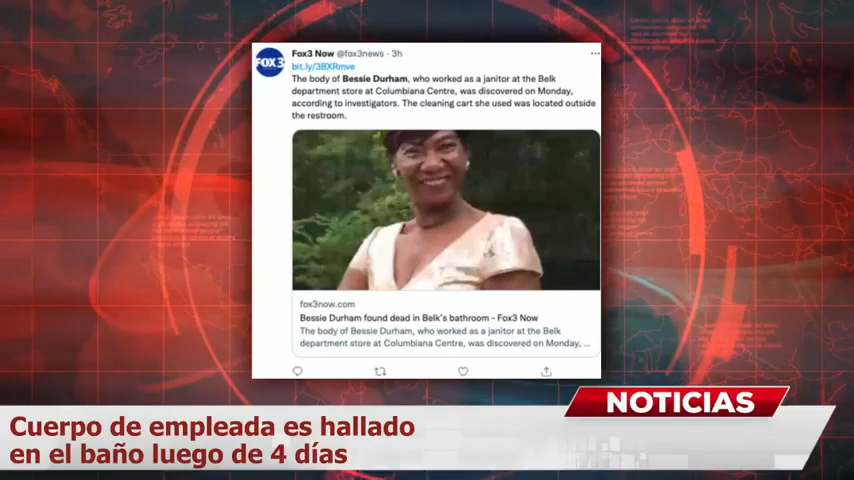 Fox3 Now @fox3news · 3h
FOX 3
bit.ly/3BXRmve
The body of Bessie Durham, who worked as a janitor at the Belk
department store at Columbiana Centre, was discovered on Monday,
according to investigators. The cleaning cart she used was located outside
the restroom.
fox3now.com
Bessie Durham found dead in Belk's bathroom - Fox3 Now
The body of Bessie Durham, who worked as a janitor at the Belk
department store at Columbiana Centre, was discovered on Monday, ...
NOTICIAS
Cuerpo de empleada es hallado
en el baño luego de 4 días